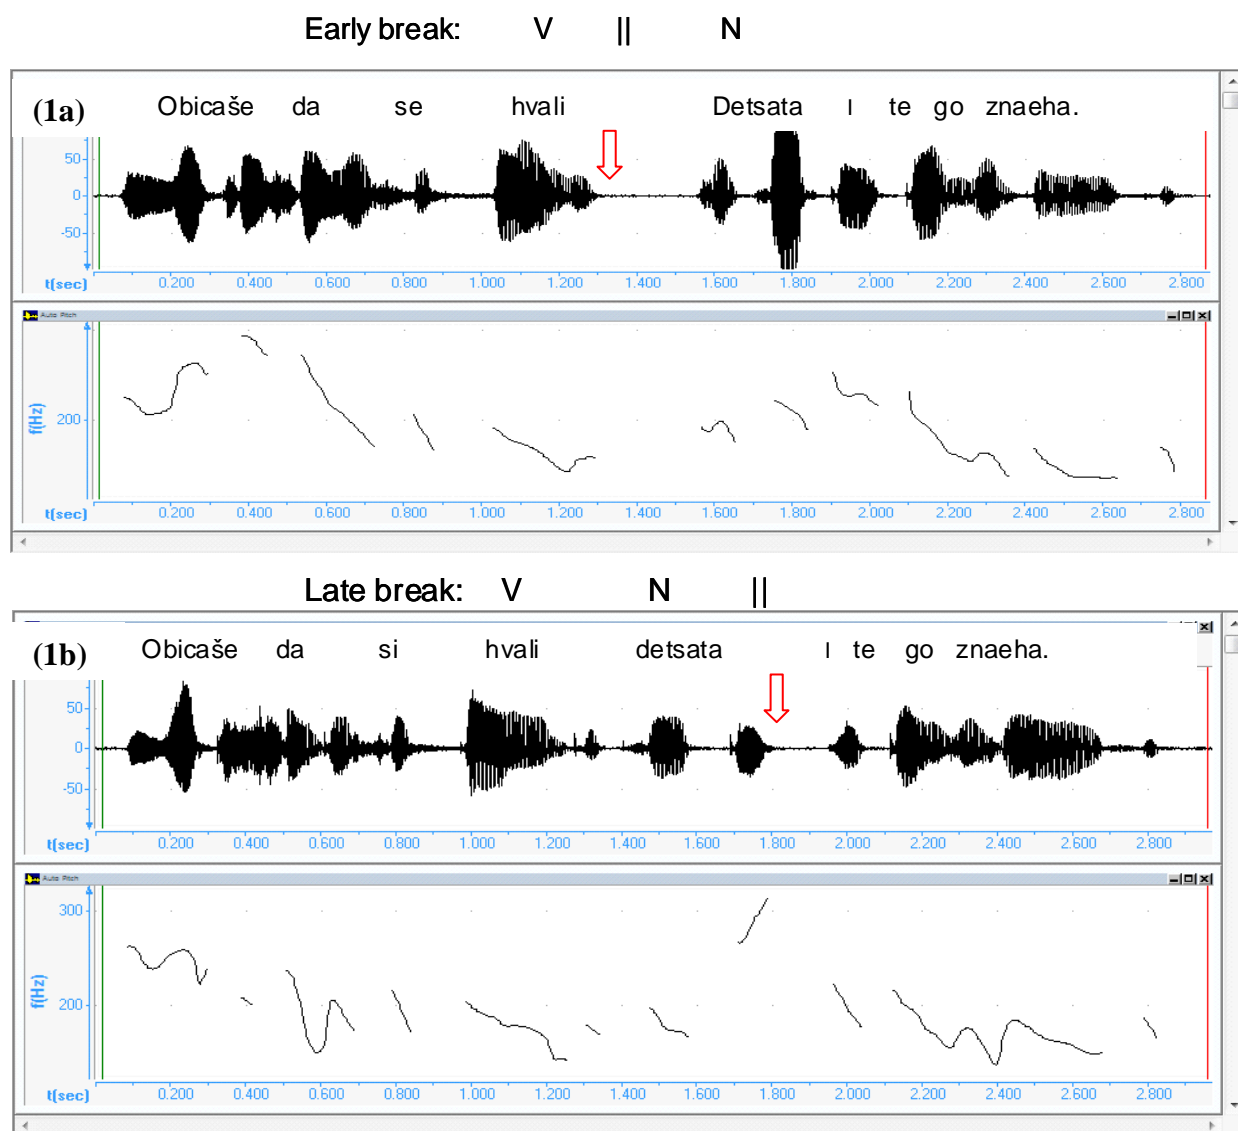 Early break: V || N
(1a) Obicaše da se hvali Detsata I te go znaeha.
50
0
-50
t(sec) 0.200 0.400 0.600 0.800 1.000 1.200 1.400 1.600 1.800 2.000 2.200 2.400 2.600 2.800
Auto Pitch
f(Hz)
200
t(sec) 0.200 0.400 0.600 0.800 1.000 1.200 1.400 1.600 1.800 2.000 2.200 2.400 2.600 2.800
Late break: V N ||
(1b) Obicaše da si hvali detsata I te go znaeha.
50
0
-50
t(sec) 0.200 0.400 0.600 0.800 1.000 1.200 1.400 1.600 1.800 2.000 2.200 2.400 2.600 2.800
Auto Pitch
300
f(Hz)
200
t(sec) 0.200 0.400 0.600 0.800 1.000 1.200 1.400 1.600 1.800 2.000 2.200 2.400 2.600 2.800